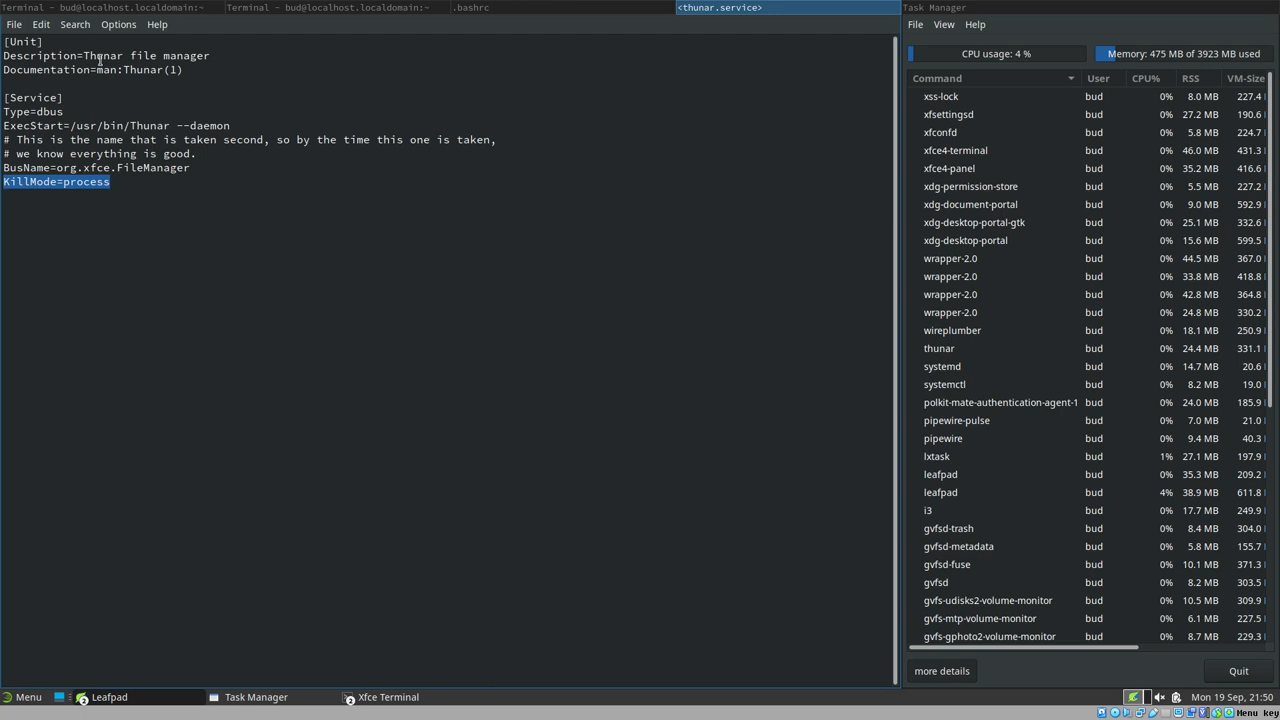 Terminal - bud@localhost.localdomain:~
Terminal - bud@localhost.localdomain:~
.bashrc
<thunar.service>
Task Manager
File Edit Search Options Help
[Unit]
Description=Thunar file manager
Documentation=man:Thunar(1)
[Service]
Type=dbus
ExecStart=/usr/bin/Thunar --daemon
# This is the name that is taken second, so by the time this one is taken,
# we know everything is good.
BusName=org.xfce.FileManager
KillMode=process
File View Help
CPU usage: 4 %
Memory: 475 MB of 3923 MB used
Command User CPU% RSS VM-Size
xss-lock bud 0% 8.0 MB 227.4
xfsettingsd bud 0% 27.2 MB 190.6
xfconfd bud 0% 5.8 MB 224.7
xfce4-terminal bud 0% 46.0 MB 431.3
xfce4-panel bud 0% 35.2 MB 416.6
xdg-permission-store bud 0% 5.5 MB 227.2
xdg-document-portal bud 0% 9.0 MB 592.9
xdg-desktop-portal-gtk bud 0% 25.1 MB 332.6
xdg-desktop-portal bud 0% 15.6 MB 599.5
wrapper-2.0 bud 0% 44.5 MB 367.0
wrapper-2.0 bud 0% 33.8 MB 418.8
wrapper-2.0 bud 0% 42.8 MB 364.8
wrapper-2.0 bud 0% 24.8 MB 330.2
wireplumber bud 0% 18.1 MB 250.9
thunar bud 0% 24.4 MB 331.1
systemd bud 0% 14.7 MB 20.6
systemctl bud 0% 8.2 MB 19.0
polkit-mate-authentication-agent-1 bud 0% 24.0 MB 185.9
pipewire-pulse bud 0% 7.0 MB 21.0
pipewire bud 0% 9.4 MB 40.3
lxtask bud 1% 27.1 MB 197.9
leafpad bud 0% 35.3 MB 209.2
leafpad bud 4% 38.9 MB 611.8
i3 bud 0% 17.7 MB 249.9
gvfsd-trash bud 0% 8.4 MB 304.0
gvfsd-metadata bud 0% 5.8 MB 155.7
gvfsd-fuse bud 0% 10.1 MB 371.3
gvfsd bud 0% 8.2 MB 303.5
gvfs-udisks2-volume-monitor bud 0% 10.5 MB 309.9
gvfs-mtp-volume-monitor bud 0% 6.1 MB 227.5
gvfs-gphoto2-volume-monitor bud 0% 8.7 MB 229.3
more details
Quit
Menu
2 Leafpad
Task Manager
2 Xfce Terminal
Mon 19 Sep, 21:50
Menu key